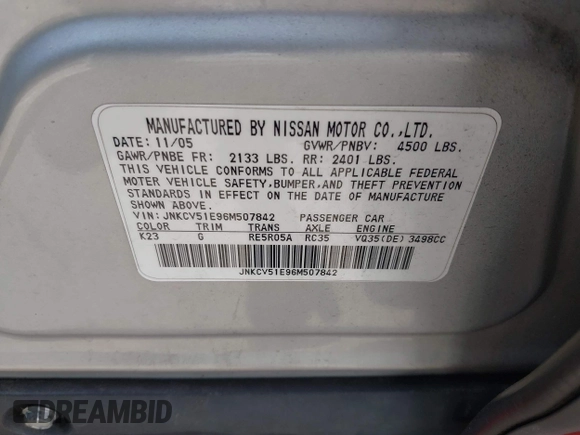 MANUFACTURED BY NISSAN MOTOR CO.,LTD.
DATE: 11/05 GVWR/PNBV: 4500 LBS.
GAWR/PNBE FR: 2133 LBS. RR: 2401 LBS.
THIS VEHICLE CONFORMS TO ALL APPLICABLE FEDERAL
MOTOR VEHICLE SAFETY,BUMPER,AND THEFT PREVENTION
STANDARDS IN EFFECT ON THE DATE OF MANUFACTURE
SHOWN ABOVE.
VIN: JNKCV51E96M507842 PASSENGER CAR
COLOR TRIM TRANS AXLE ENGINE
K23 G RE5R05A RC35 VQ35(DE) 3498CC
JNKCV51E96M507842
DREAMBID